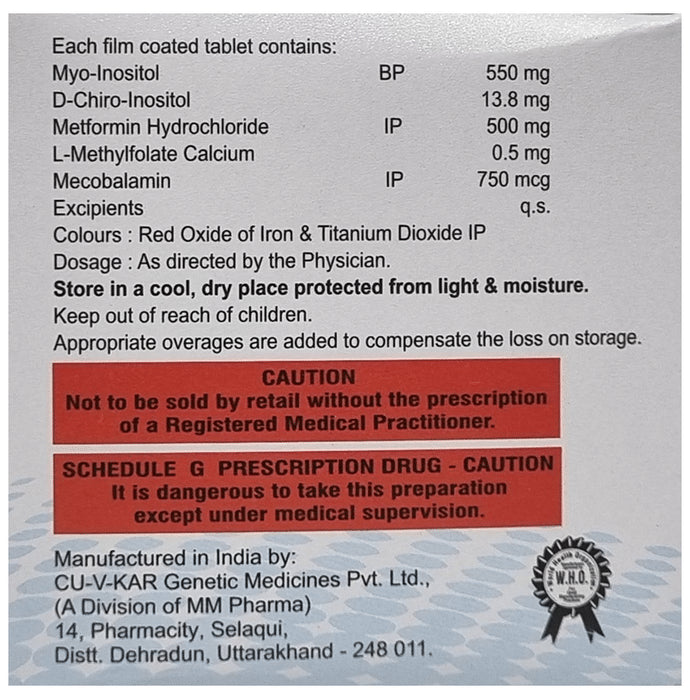 Each film coated tablet contains:
Myo-Inositol BP 550 mg
D-Chiro-Inositol 13.8 mg
Metformin Hydrochloride IP 500 mg
L-Methylfolate Calcium 0.5 mg
Mecobalamin IP 750 mcg
Excipients q.s.
Colours : Red Oxide of Iron & Titanium Dioxide IP
Dosage : As directed by the Physician.
Store in a cool, dry place protected from light & moisture.
Keep out of reach of children.
Appropriate overages are added to compensate the loss on storage.
CAUTION
Not to be sold by retail without the prescription
of a Registered Medical Practitioner.
SCHEDULE G PRESCRIPTION DRUG - CAUTION
It is dangerous to take this preparation
except under medical supervision.
Manufactured in India by:
CU-V-KAR Genetic Medicines Pvt. Ltd.,
(A Division of MM Pharma)
14, Pharmacity, Selaqui,
Distt. Dehradun, Uttarakhand - 248 011.
World Health Organization
W.H.O.